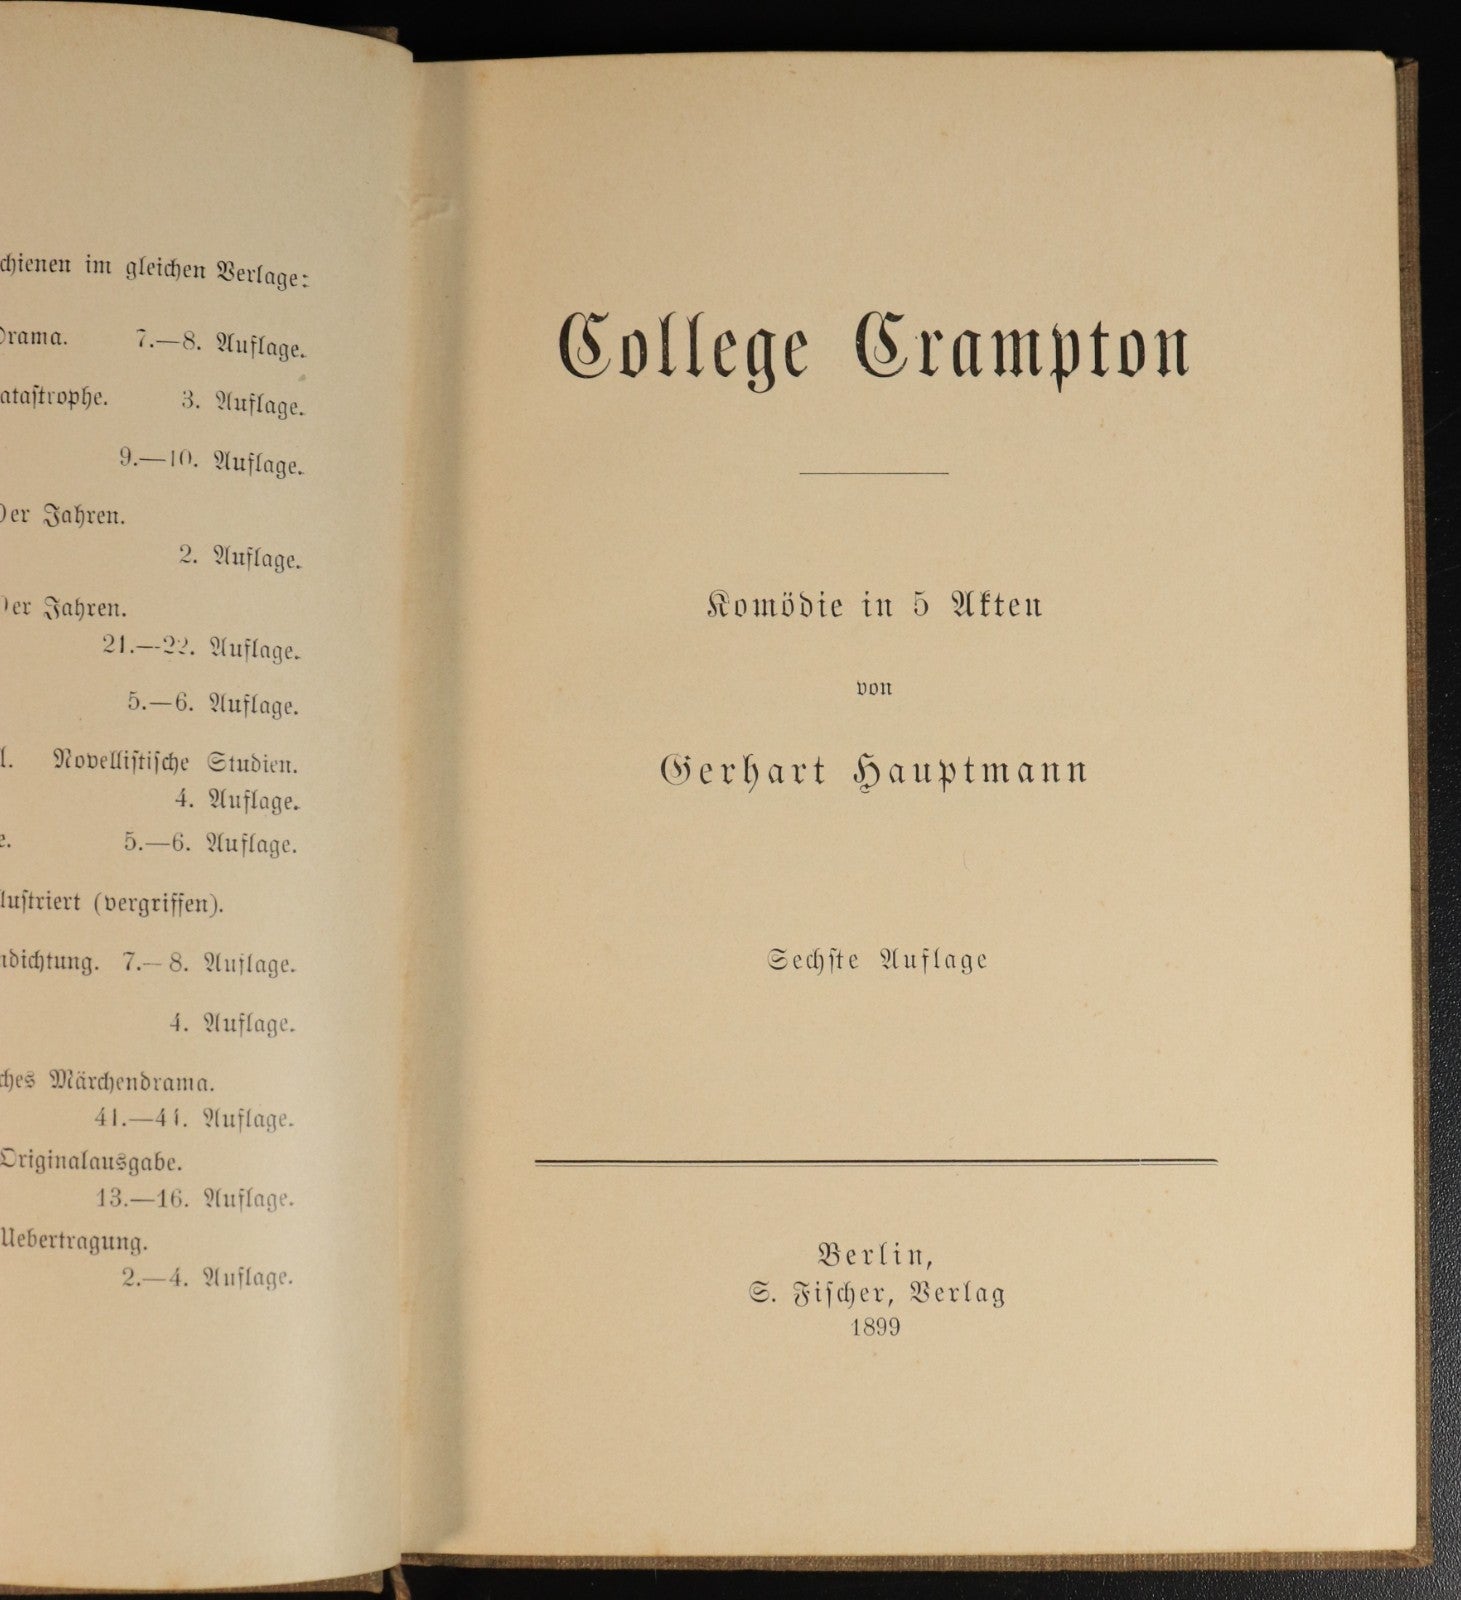 schienen im gleichen Verlage:
Drama. 7.—8. Auflage.
atastrophe. 3. Auflage.
9.—10. Auflage.
Der Jahren.
2. Auflage.
Der Jahren.
21.—22. Auflage.
5.—6. Auflage.
l. Novellistische Studien.
4. Auflage.
e. 5.—6. Auflage.
lustriert (vergriffen).
ndichtung. 7.—8. Auflage.
4. Auflage.
ches Märchendrama.
41.—44. Auflage.
Originalausgabe.
13.—16. Auflage.
Uebertragung.
2.—4. Auflage.
College Crampton
Komödie in 5 Akten
von
Gerhart Hauptmann
Sechste Auflage
Berlin,
S. Fischer, Verlag
1899